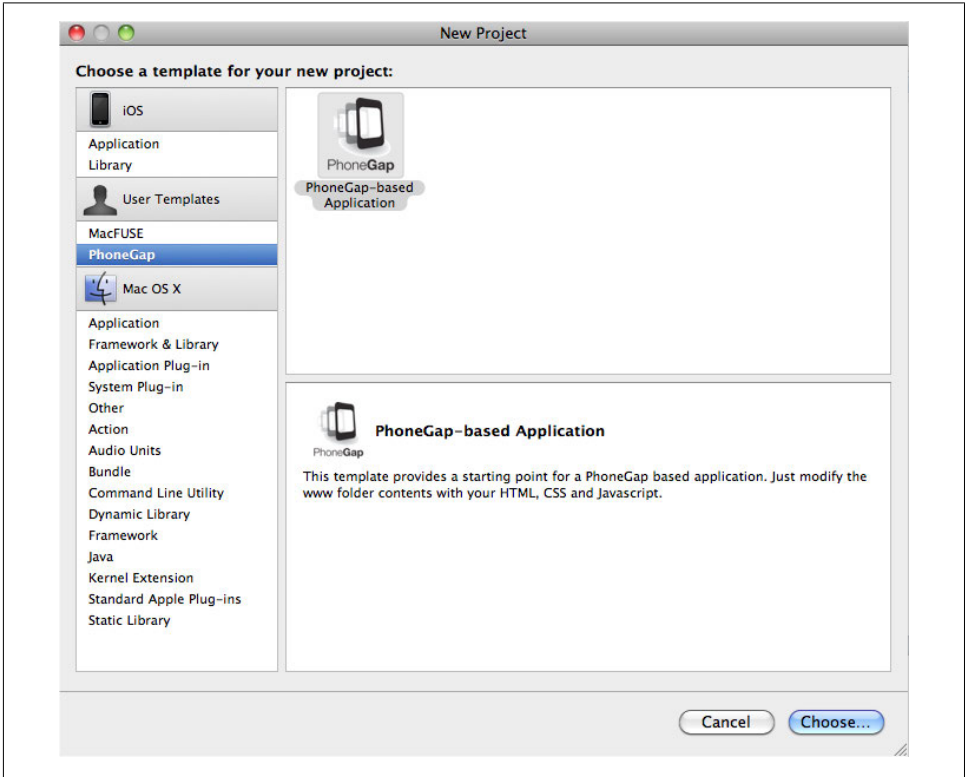 New Project
Choose a template for your new project:
iOS
Application
Library
User Templates
MacFUSE
PhoneGap
Mac OS X
Application
Framework & Library
Application Plug-in
System Plug-in
Other
Action
Audio Units
Bundle
Command Line Utility
Dynamic Library
Framework
Java
Kernel Extension
Standard Apple Plug-ins
Static Library
PhoneGap
PhoneGap-based
Application
PhoneGap
PhoneGap-based Application
This template provides a starting point for a PhoneGap based application. Just modify the
www folder contents with your HTML, CSS and Javascript.
Cancel
Choose...